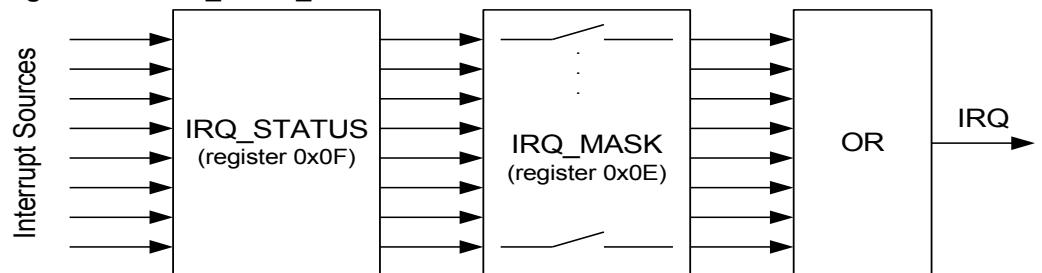 Interrupt Sources
IRQ_STATUS
(register 0x0F)
IRQ_MASK
(register 0x0E)
OR
IRQ